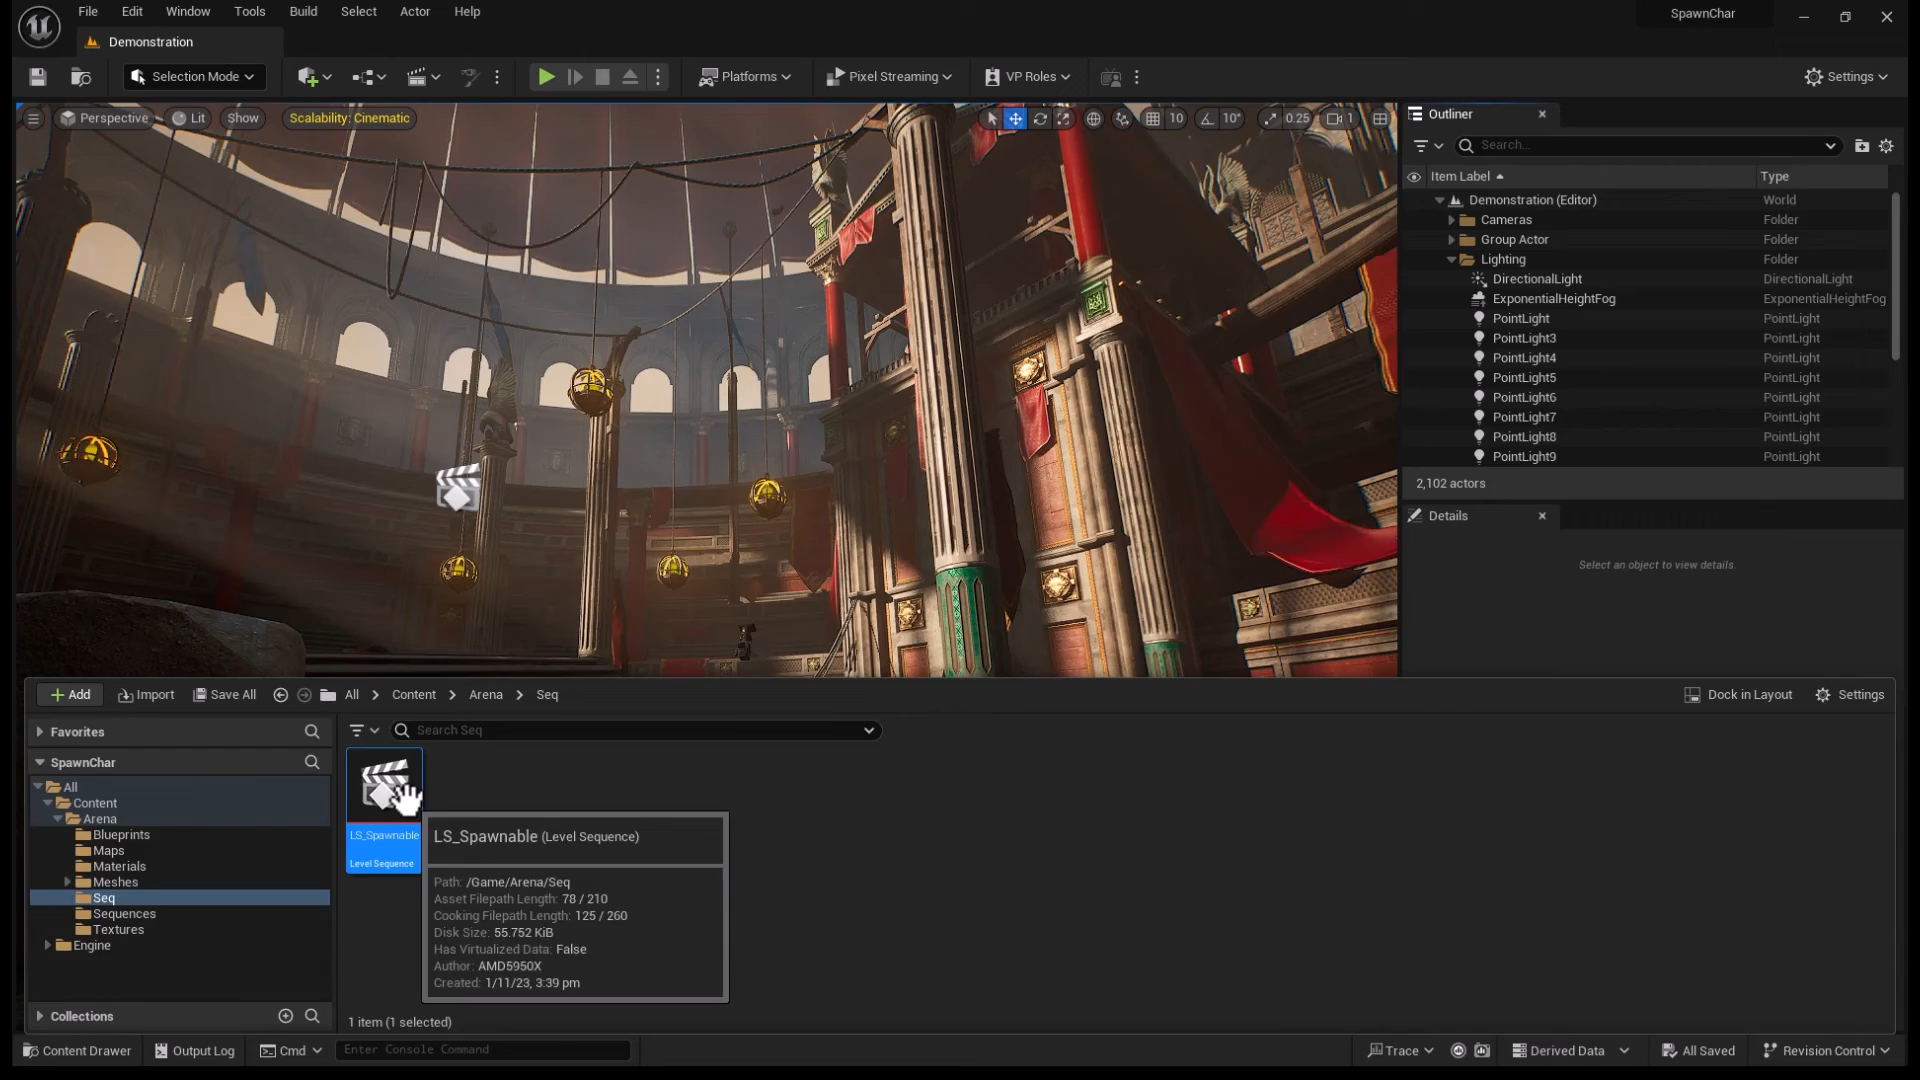 File Edit Window Tools Build Select Actor Help
SpawnChar
Demonstration
Selection Mode
Platforms
Pixel Streaming
VP Roles
Settings
Perspective Lit Show Scalability: Cinematic
10 10° 0.25 1
Outliner
Search...
Item Label Type
Demonstration (Editor) World
Cameras Folder
Group Actor Folder
Lighting Folder
DirectionalLight DirectionalLight
ExponentialHeightFog ExponentialHeightFog
PointLight PointLight
PointLight3 PointLight
PointLight4 PointLight
PointLight5 PointLight
PointLight6 PointLight
PointLight7 PointLight
PointLight8 PointLight
PointLight9 PointLight
2,102 actors
Details
Select an object to view details.
Add Import Save All All Content Arena Seq
Dock in Layout Settings
Favorites
Search Seq
SpawnChar
All
Content
Arena
Blueprints
Maps
Materials
Meshes
Seq
Sequences
Textures
Engine
Collections
LS_Spawnable
Level Sequence
LS_Spawnable (Level Sequence)
Path: /Game/Arena/Seq
Asset Filepath Length: 78 / 210
Cooking Filepath Length: 125 / 260
Disk Size: 55.752 KiB
Has Virtualized Data: False
Author: AMD5950X
Created: 1/11/23, 3:39 pm
1 item (1 selected)
Content Drawer Output Log Cmd Enter Console Command
Trace Derived Data All Saved Revision Control